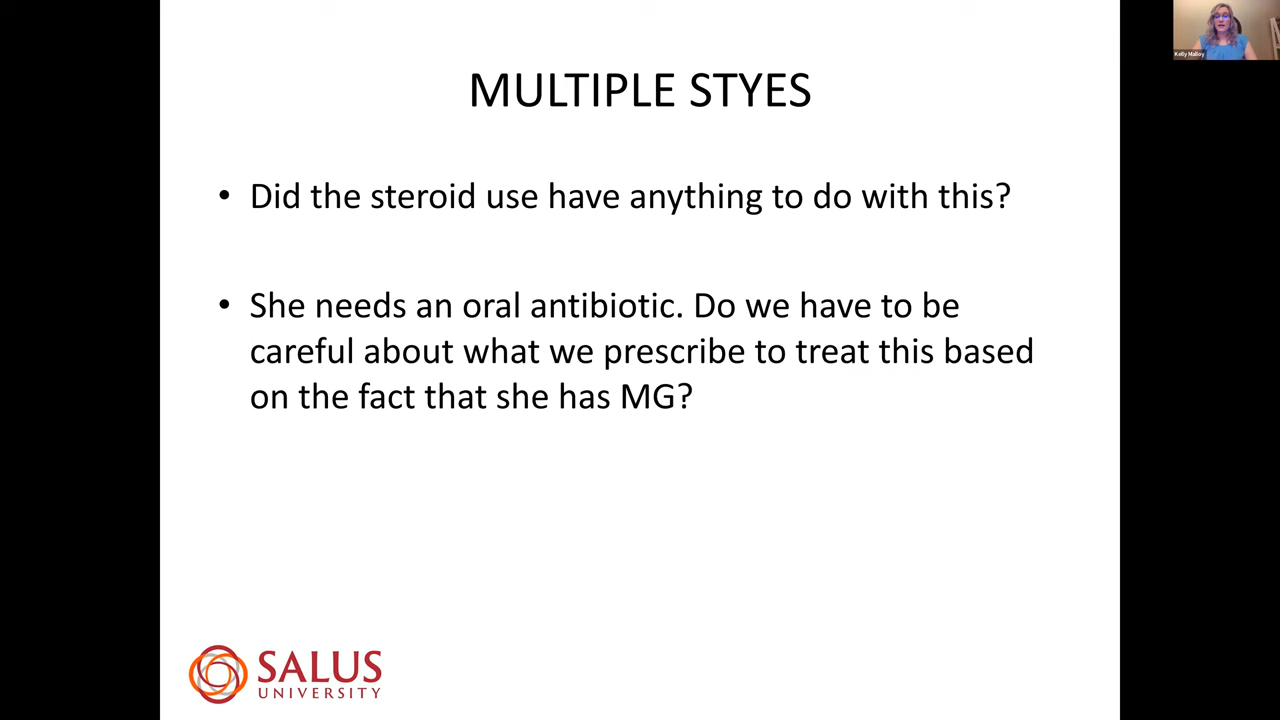 Kelly Malloy
MULTIPLE STYES
• Did the steroid use have anything to do with this?
• She needs an oral antibiotic. Do we have to be
careful about what we prescribe to treat this based
on the fact that she has MG?
SALUS
UNIVERSITY